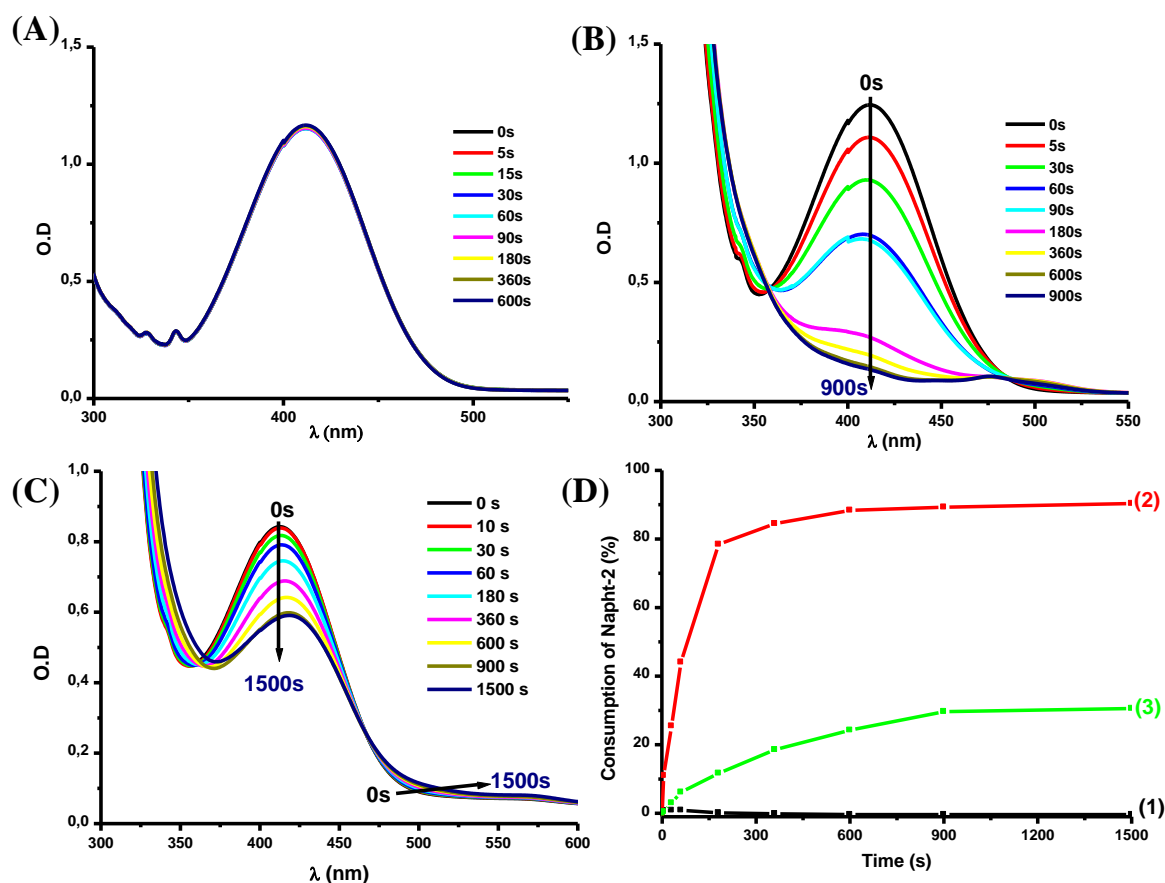 (A)
1,5
1,0
0,5
0,0
O.D
300
400
500
λ (nm)
0s
5s
15s
30s
60s
90s
180s
360s
600s
(B)
1,5
1,0
0,5
0,0
O.D
300
350
400
450
500
550
λ (nm)
0s
900s
0s
5s
30s
60s
90s
180s
360s
600s
900s
(C)
1,0
0,8
0,6
0,4
0,2
0,0
O.D
300
350
400
450
500
550
600
λ (nm)
0s
1500s
0s
1500s
0 s
10 s
30 s
60 s
180 s
360 s
600 s
900 s
1500 s
(D)
100
80
60
40
20
0
Consumption of Napht-2 (%)
0
300
600
900
1200
1500
Time (s)
(2)
(3)
(1)